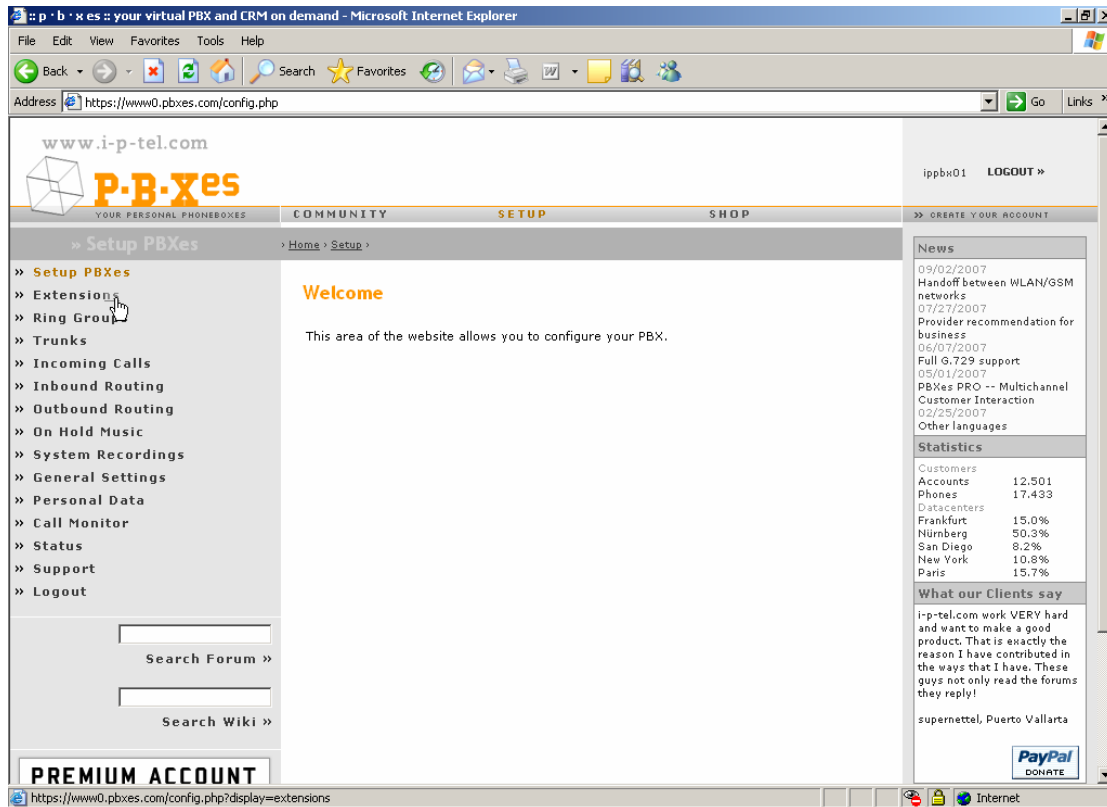 :: p · b · x es :: your virtual PBX and CRM on demand - Microsoft Internet Explorer
File Edit View Favorites Tools Help
Back Search Favorites
Address https://www0.pbxes.com/config.php Go Links »
www.i-p-tel.com
P·B·Xes
YOUR PERSONAL PHONEBOXES
ippbx01 LOGOUT »
COMMUNITY SETUP SHOP
» CREATE YOUR ACCOUNT
» Setup PBXes
› Home › Setup ›
» Setup PBXes
» Extensions
» Ring Groups
» Trunks
» Incoming Calls
» Inbound Routing
» Outbound Routing
» On Hold Music
» System Recordings
» General Settings
» Personal Data
» Call Monitor
» Status
» Support
» Logout
Search Forum »
Search Wiki »
PREMIUM ACCOUNT
Welcome
This area of the website allows you to configure your PBX.
News
09/02/2007
Handoff between WLAN/GSM
networks
07/27/2007
Provider recommendation for
business
06/07/2007
Full G.729 support
05/01/2007
PBXes PRO -- Multichannel
Customer Interaction
02/25/2007
Other languages
Statistics
Customers
Accounts 12.501
Phones 17.433
Datacenters
Frankfurt 15.0%
Nürnberg 50.3%
San Diego 8.2%
New York 10.8%
Paris 15.7%
What our Clients say
i-p-tel.com work VERY hard
and want to make a good
product. That is exactly the
reason I have contributed in
the ways that I have. These
guys not only read the forums
they reply!
supernettel, Puerto Vallarta
PayPal
DONATE
https://www0.pbxes.com/config.php?display=extensions
Internet